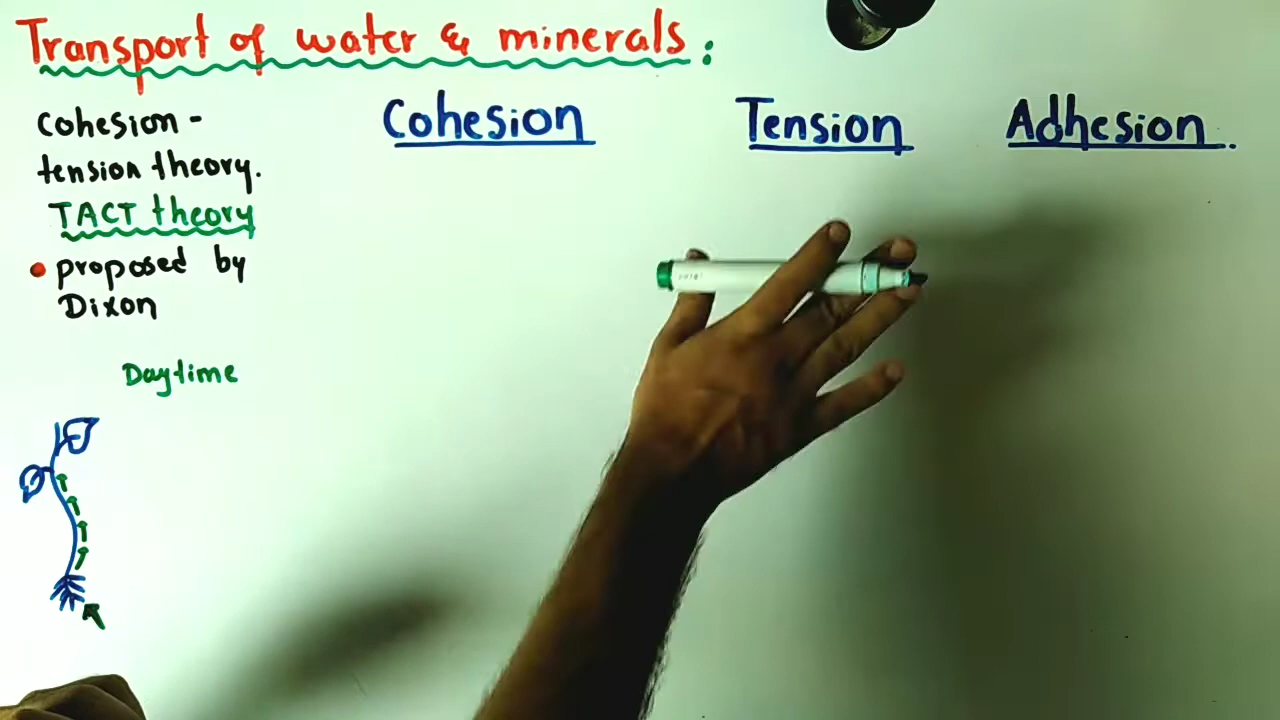 Transport of water & minerals :
Cohesion Tension Adhesion .
Cohesion -
tension theory.
TACT theory
• proposed by
Dixon
Daytime